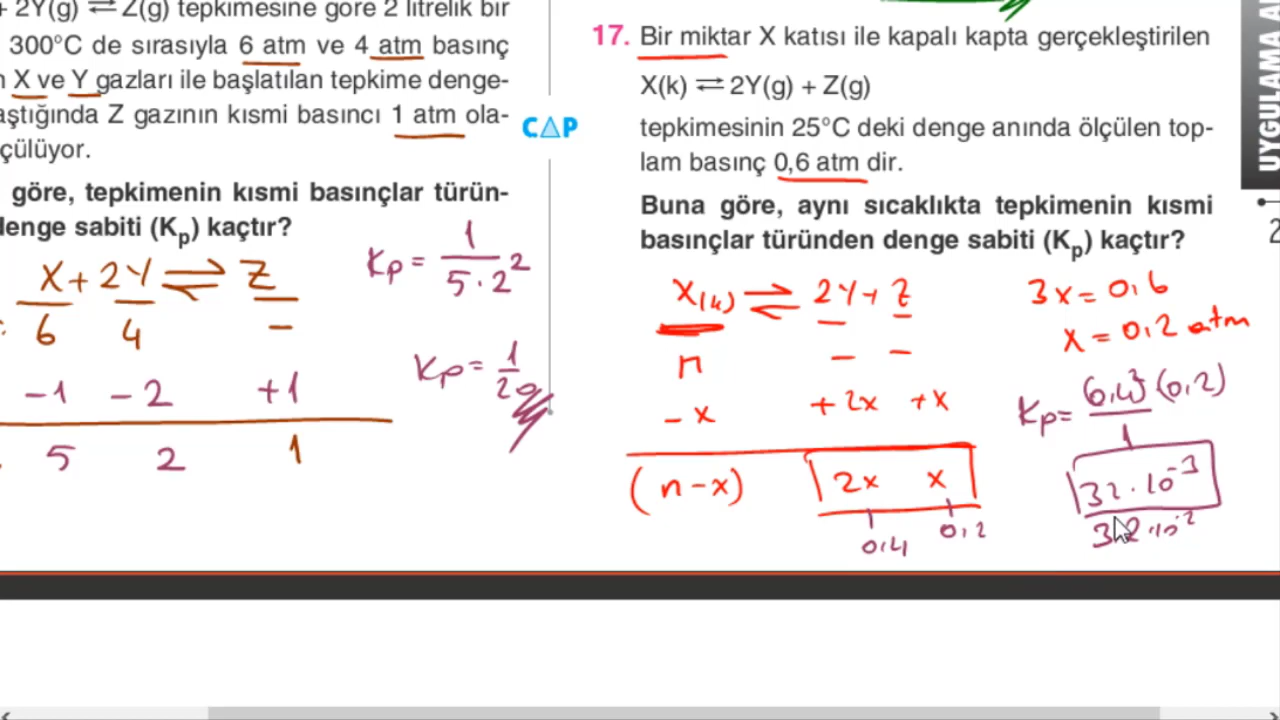 + 2Y(g) ⇌ Z(g) tepkimesine göre 2 litrelik bir
300°C de sırasıyla 6 atm ve 4 atm basınç
X ve Y gazları ile başlatılan tepkime denge-
aştığında Z gazının kısmi basıncı 1 atm ola-
çülüyor.
göre, tepkimenin kısmi basınçlar türün-
denge sabiti (Kp) kaçtır?
X + 2Y ⇌ Z
6 4 -
-1 -2 +1
5 2 1
Kp = 1 / 5 · 2²
Kp = 1 / 20
CAP
17. Bir miktar X katısı ile kapalı kapta gerçekleştirilen
X(k) ⇌ 2Y(g) + Z(g)
tepkimesinin 25°C deki denge anında ölçülen top-
lam basınç 0,6 atm dir.
Buna göre, aynı sıcaklıkta tepkimenin kısmi
basınçlar türünden denge sabiti (Kp) kaçtır?
X(k) ⇌ 2Y + Z
n - -
-x +2x +x
(n-x) 2x x
0,4 0,2
3x = 0,6
x = 0,2 atm
Kp = (0,4)² (0,2) / 1
32 · 10⁻³
3,2 · 10⁻²
UYGULAMA
2